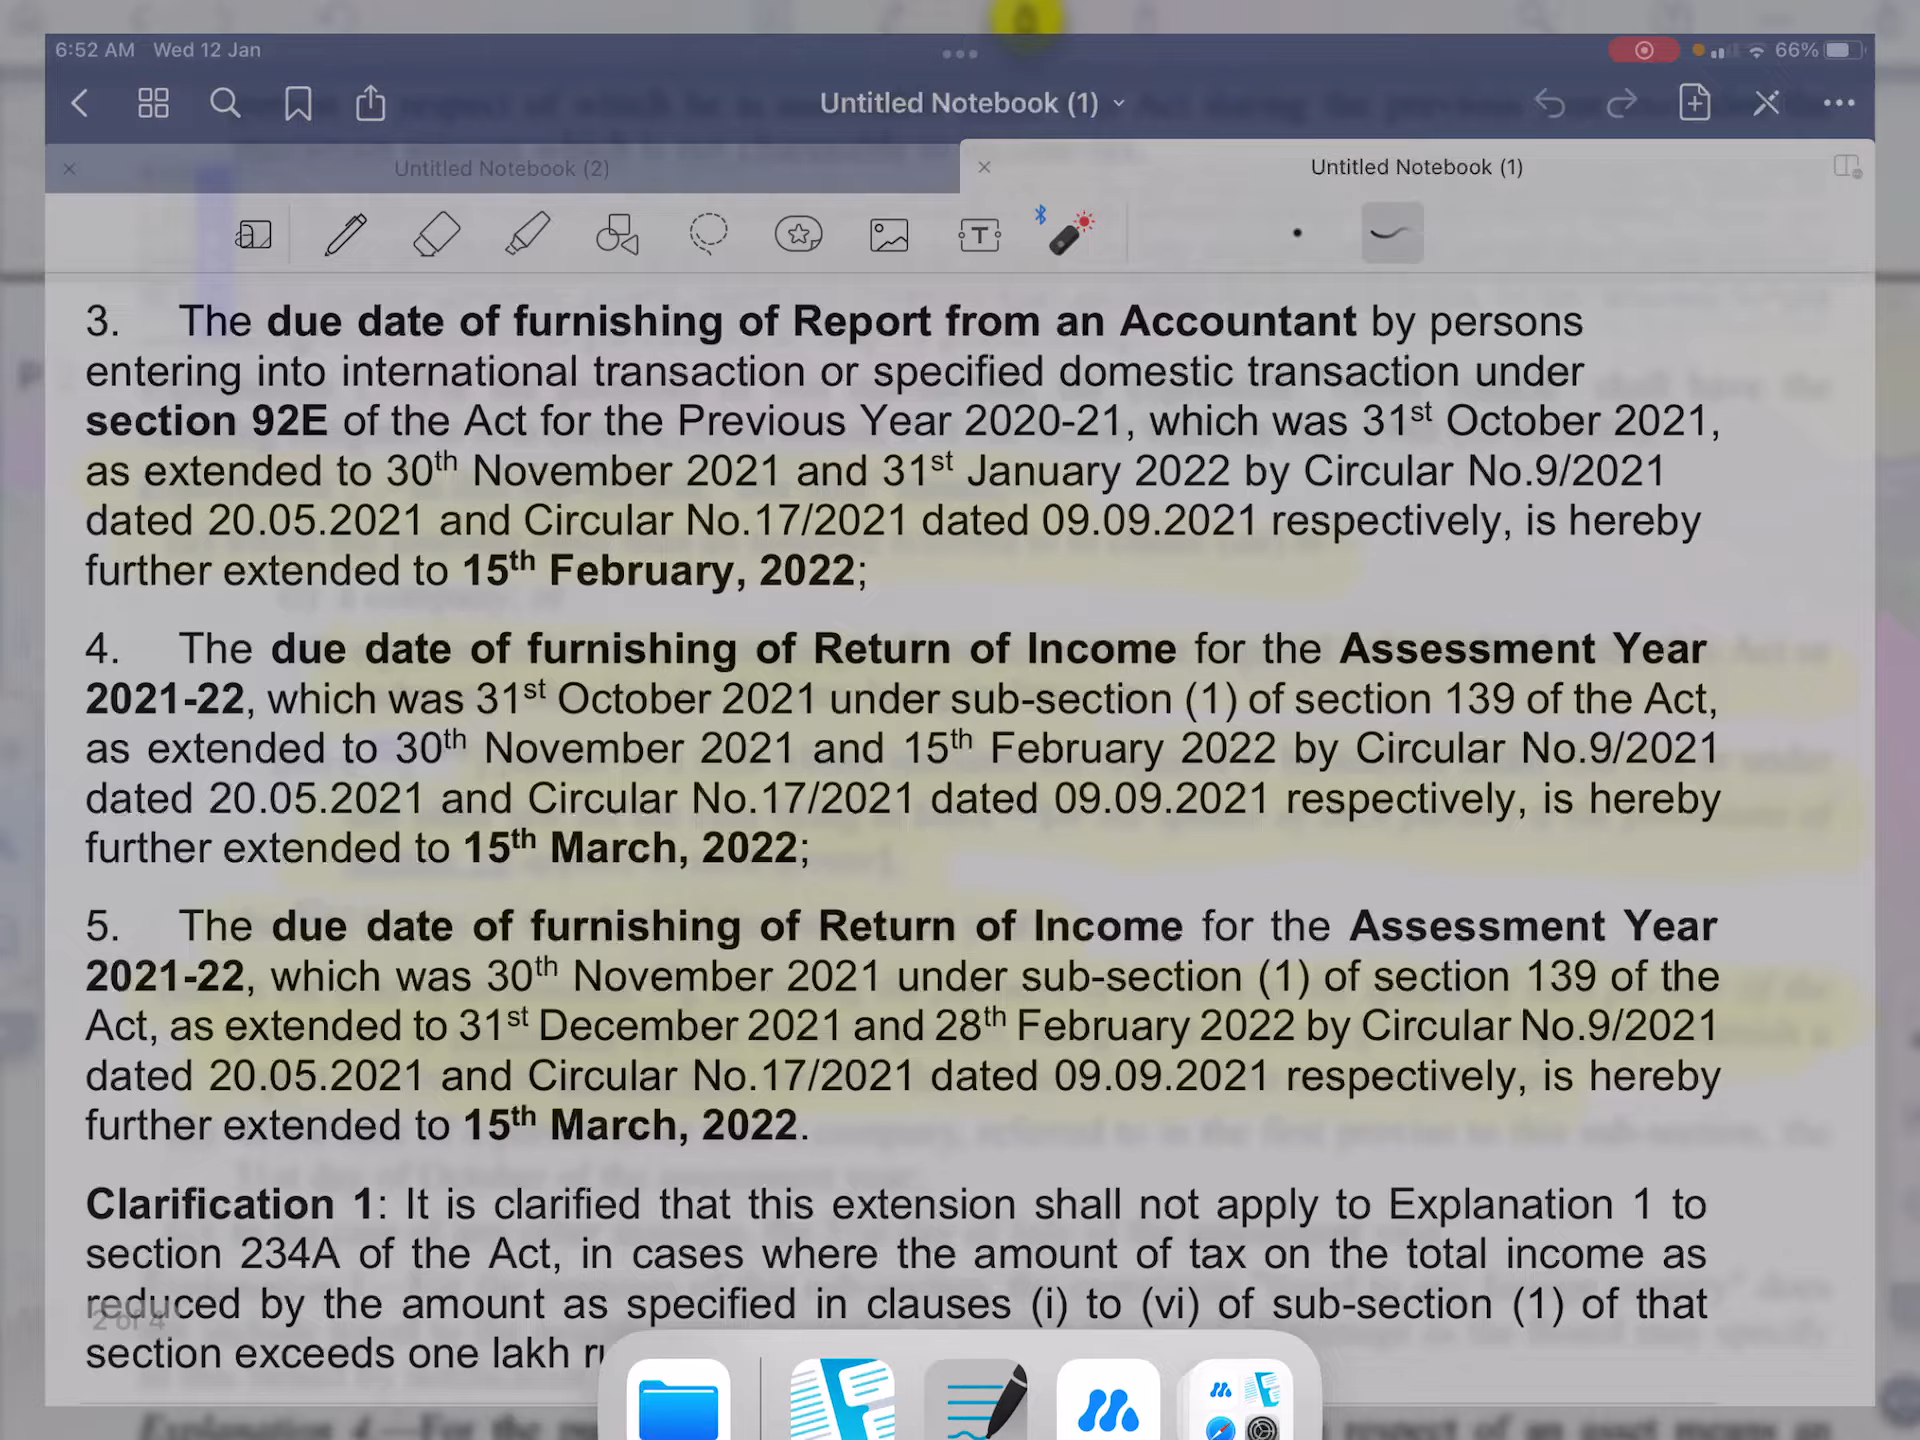 6:52 AM Wed 12 Jan
66%
Untitled Notebook (1)
Untitled Notebook (2)
Untitled Notebook (1)
3. The due date of furnishing of Report from an Accountant by persons
entering into international transaction or specified domestic transaction under
section 92E of the Act for the Previous Year 2020-21, which was 31st October 2021,
as extended to 30th November 2021 and 31st January 2022 by Circular No.9/2021
dated 20.05.2021 and Circular No.17/2021 dated 09.09.2021 respectively, is hereby
further extended to 15th February, 2022;
4. The due date of furnishing of Return of Income for the Assessment Year
2021-22, which was 31st October 2021 under sub-section (1) of section 139 of the Act,
as extended to 30th November 2021 and 15th February 2022 by Circular No.9/2021
dated 20.05.2021 and Circular No.17/2021 dated 09.09.2021 respectively, is hereby
further extended to 15th March, 2022;
5. The due date of furnishing of Return of Income for the Assessment Year
2021-22, which was 30th November 2021 under sub-section (1) of section 139 of the
Act, as extended to 31st December 2021 and 28th February 2022 by Circular No.9/2021
dated 20.05.2021 and Circular No.17/2021 dated 09.09.2021 respectively, is hereby
further extended to 15th March, 2022.
Clarification 1: It is clarified that this extension shall not apply to Explanation 1 to
section 234A of the Act, in cases where the amount of tax on the total income as
reduced by the amount as specified in clauses (i) to (vi) of sub-section (1) of that
2 of 4
section exceeds one lakh